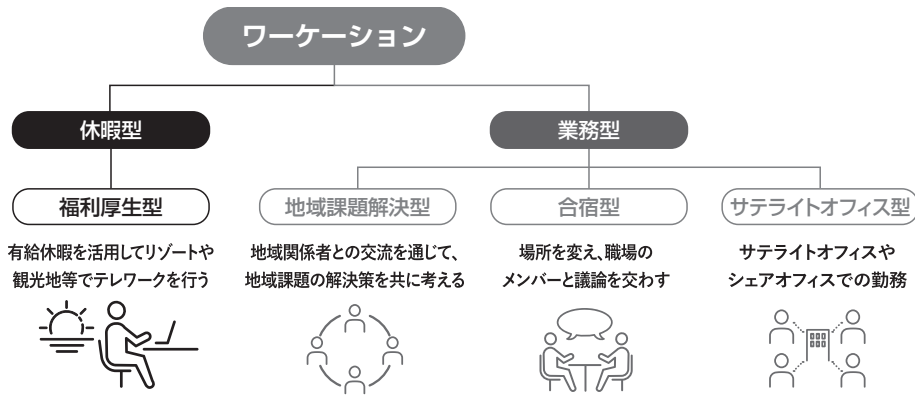 ワーケーション
休暇型
業務型
福利厚生型
地域課題解決型
合宿型
サテライトオフィス型
有給休暇を活用してリゾートや
観光地等でテレワークを行う
地域関係者との交流を通じて、
地域課題の解決策を共に考える
場所を変え、職場の
メンバーと議論を交わす
サテライトオフィスや
シェアオフィスでの勤務